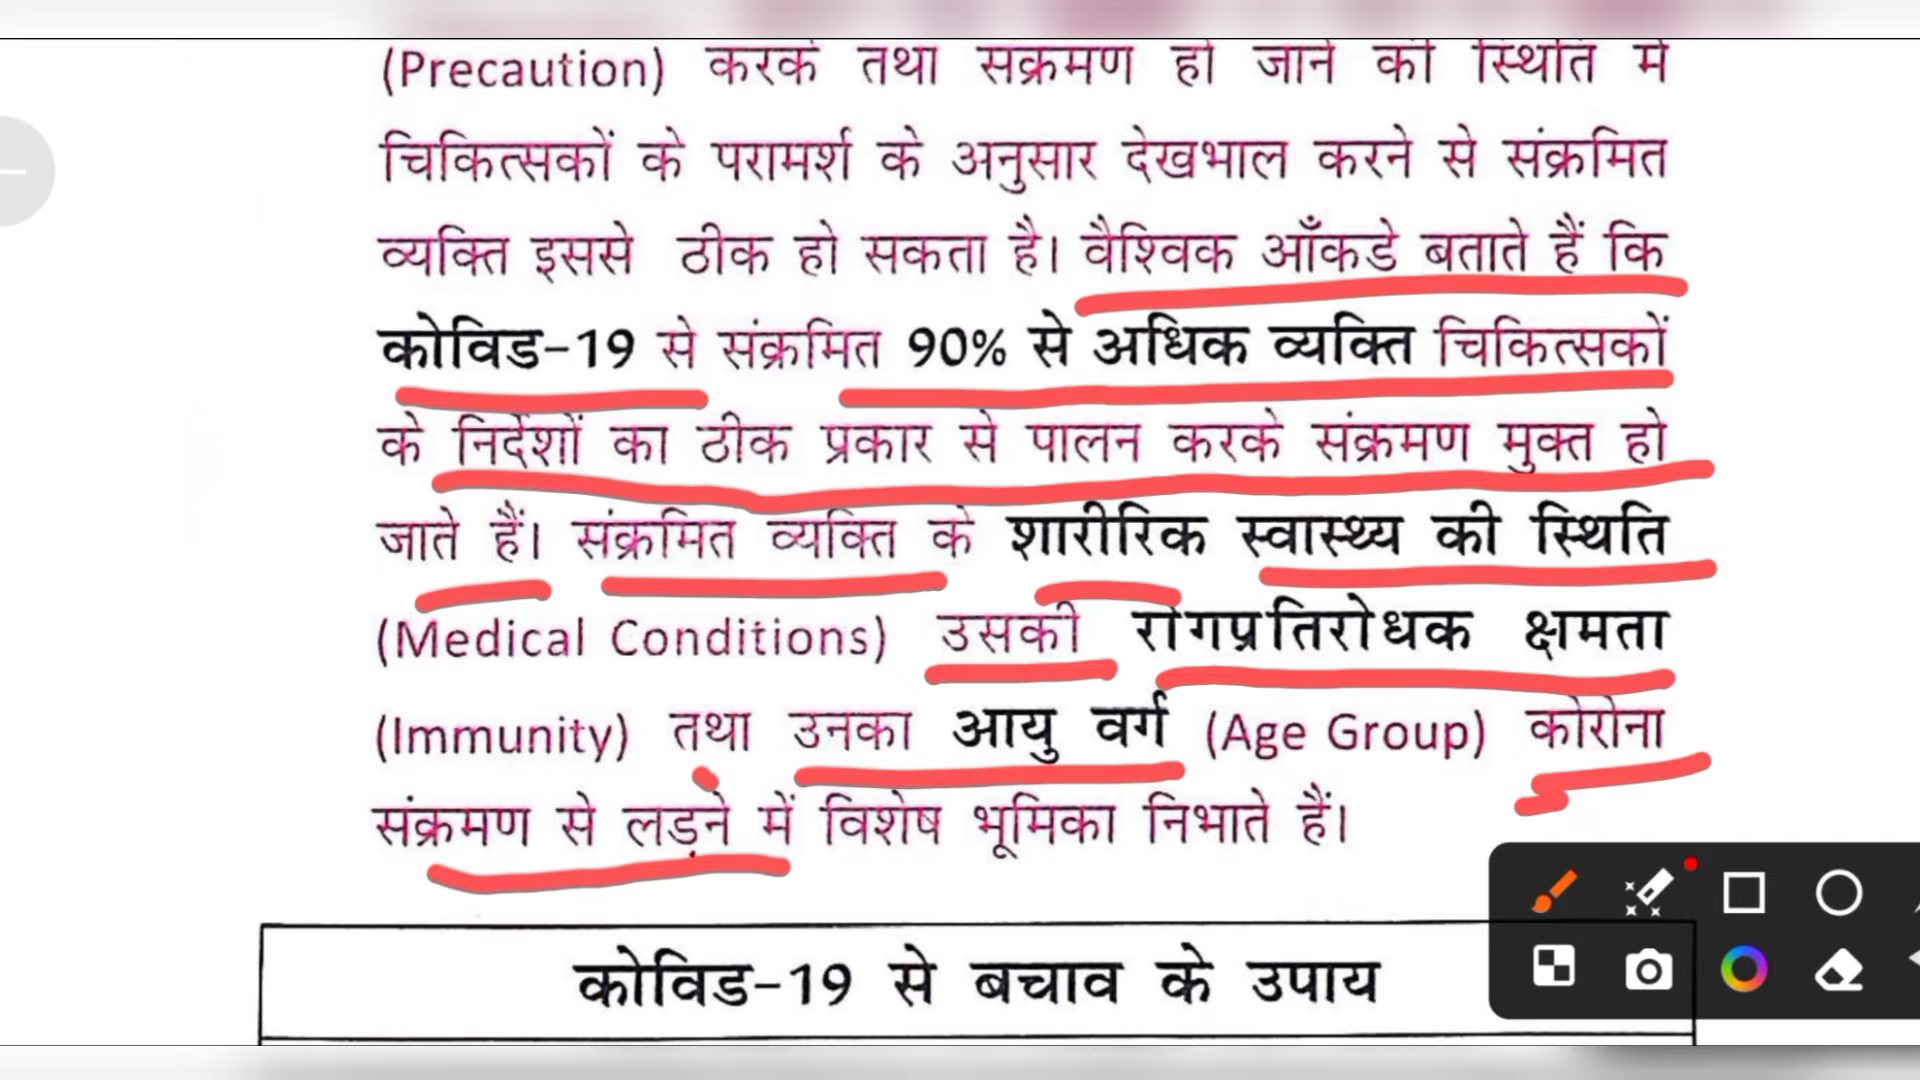 (Precaution) करके तथा संक्रमण हो जाने की स्थिति में
चिकित्सकों के परामर्श के अनुसार देखभाल करने से संक्रमित
व्यक्ति इससे ठीक हो सकता है। वैश्विक आँकडे बताते हैं कि
कोविड-19 से संक्रमित 90% से अधिक व्यक्ति चिकित्सकों
के निर्देशों का ठीक प्रकार से पालन करके संक्रमण मुक्त हो
जाते हैं। संक्रमित व्यक्ति के शारीरिक स्वास्थ्य की स्थिति
(Medical Conditions) उसकी रोगप्रतिरोधक क्षमता
(Immunity) तथा उनका आयु वर्ग (Age Group) कोरोना
संक्रमण से लड़ने में विशेष भूमिका निभाते हैं।
कोविड-19 से बचाव के उपाय